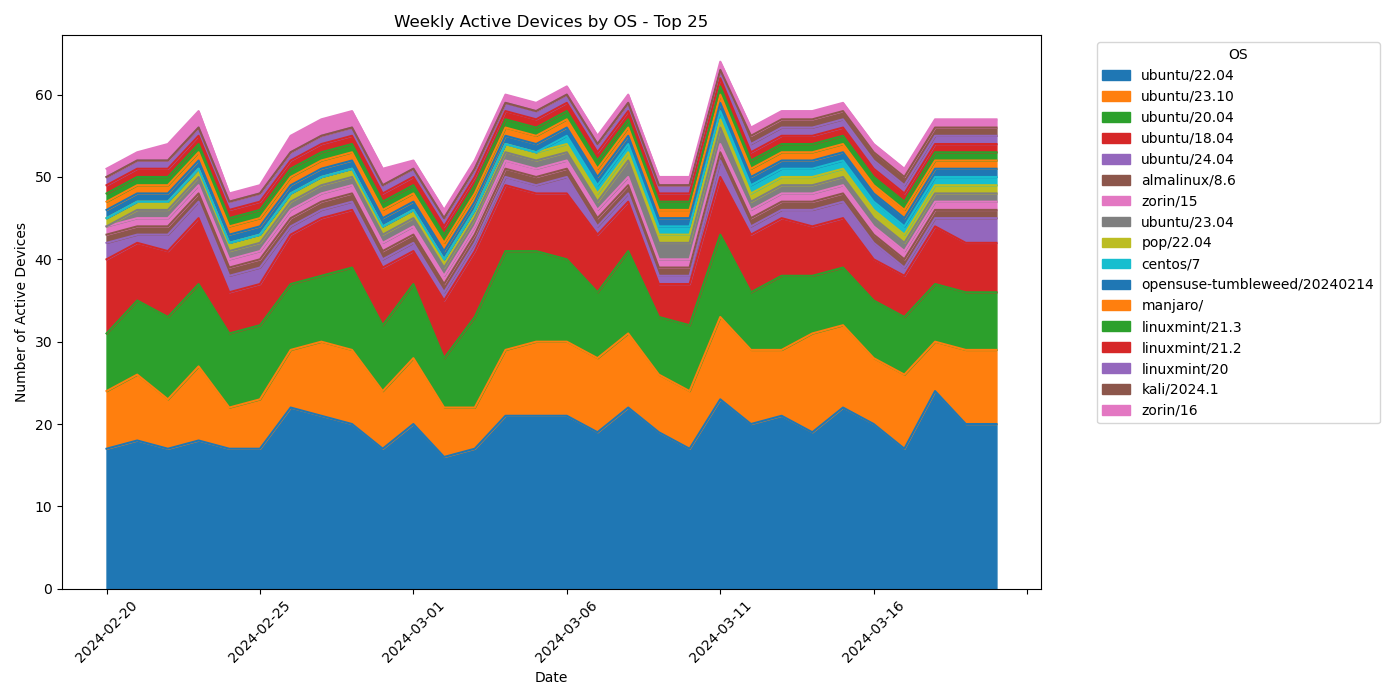 Weekly Active Devices by OS - Top 25
Number of Active Devices
60
50
40
30
20
10
0
2024-02-20
2024-02-25
2024-03-01
2024-03-06
2024-03-11
2024-03-16
Date
OS
ubuntu/22.04
ubuntu/23.10
ubuntu/20.04
ubuntu/18.04
ubuntu/24.04
almalinux/8.6
zorin/15
ubuntu/23.04
pop/22.04
centos/7
opensuse-tumbleweed/20240214
manjaro/
linuxmint/21.3
linuxmint/21.2
linuxmint/20
kali/2024.1
zorin/16